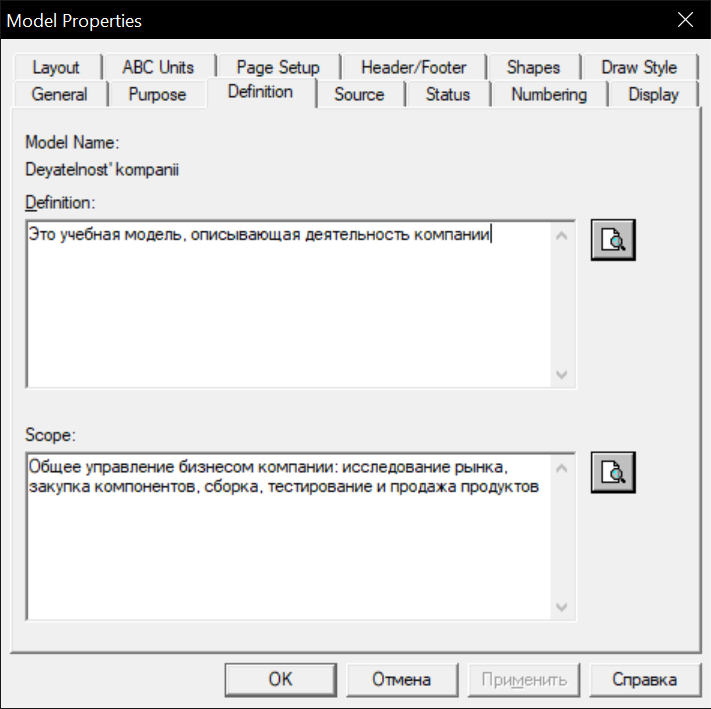 Model Properties
Layout ABC Units Page Setup Header/Footer Shapes Draw Style
General Purpose Definition Source Status Numbering Display
Model Name:
Deyatelnost' kompanii
Definition:
Это учебная модель, описывающая деятельность компании
Scope:
Общее управление бизнесом компании: исследование рынка,
закупка компонентов, сборка, тестирование и продажа продуктов
OK Отмена Применить Справка